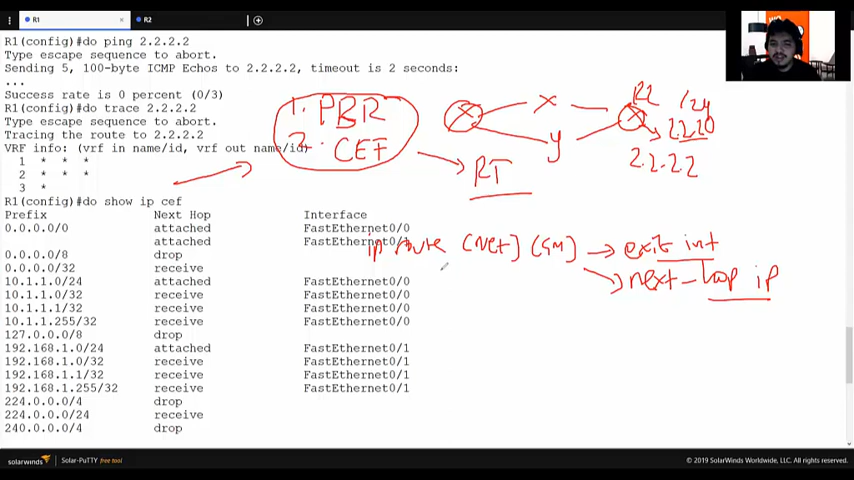 R1
R2
R1(config)#do ping 2.2.2.2
Type escape sequence to abort.
Sending 5, 100-byte ICMP Echos to 2.2.2.2, timeout is 2 seconds:
...
Success rate is 0 percent (0/3)
R1(config)#do trace 2.2.2.2
Type escape sequence to abort.
Tracing the route to 2.2.2.2
VRF info: (vrf in name/id, vrf out name/id)
1 * * *
2 * * *
3 *
R1(config)#do show ip cef
Prefix Next Hop Interface
0.0.0.0/0 attached FastEthernet0/0
attached FastEthernet0/1
0.0.0.0/8 drop
0.0.0.0/32 receive
10.1.1.0/24 attached FastEthernet0/0
10.1.1.0/32 receive FastEthernet0/0
10.1.1.1/32 receive FastEthernet0/0
10.1.1.255/32 receive FastEthernet0/0
127.0.0.0/8 drop
192.168.1.0/24 attached FastEthernet0/1
192.168.1.0/32 receive FastEthernet0/1
192.168.1.1/32 receive FastEthernet0/1
192.168.1.255/32 receive FastEthernet0/1
224.0.0.0/4 drop
224.0.0.0/24 receive
240.0.0.0/4 drop
1. PBR
2. CEF
RT
x
y
R2
/24
2.2.2.0
2.2.2.2
ip route (Net) (SM) → exit int
→ next-hop ip
solarwinds
Solar-PuTTY free tool
© 2019 SolarWinds Worldwide, LLC. All rights reserved.